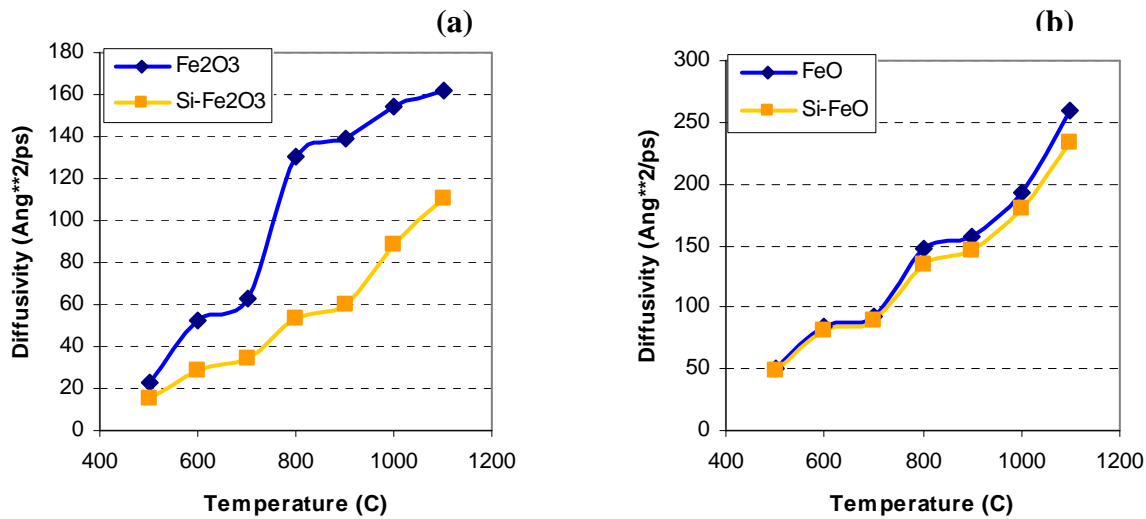 (a)
Fe2O3
Si-Fe2O3
Diffusivity (Ang**2/ps)
180
160
140
120
100
80
60
40
20
0
400 600 800 1000 1200
Temperature (C)
(b)
FeO
Si-FeO
Diffusivity (Ang**2/ps)
300
250
200
150
100
50
0
400 600 800 1000 1200
Temperature (C)